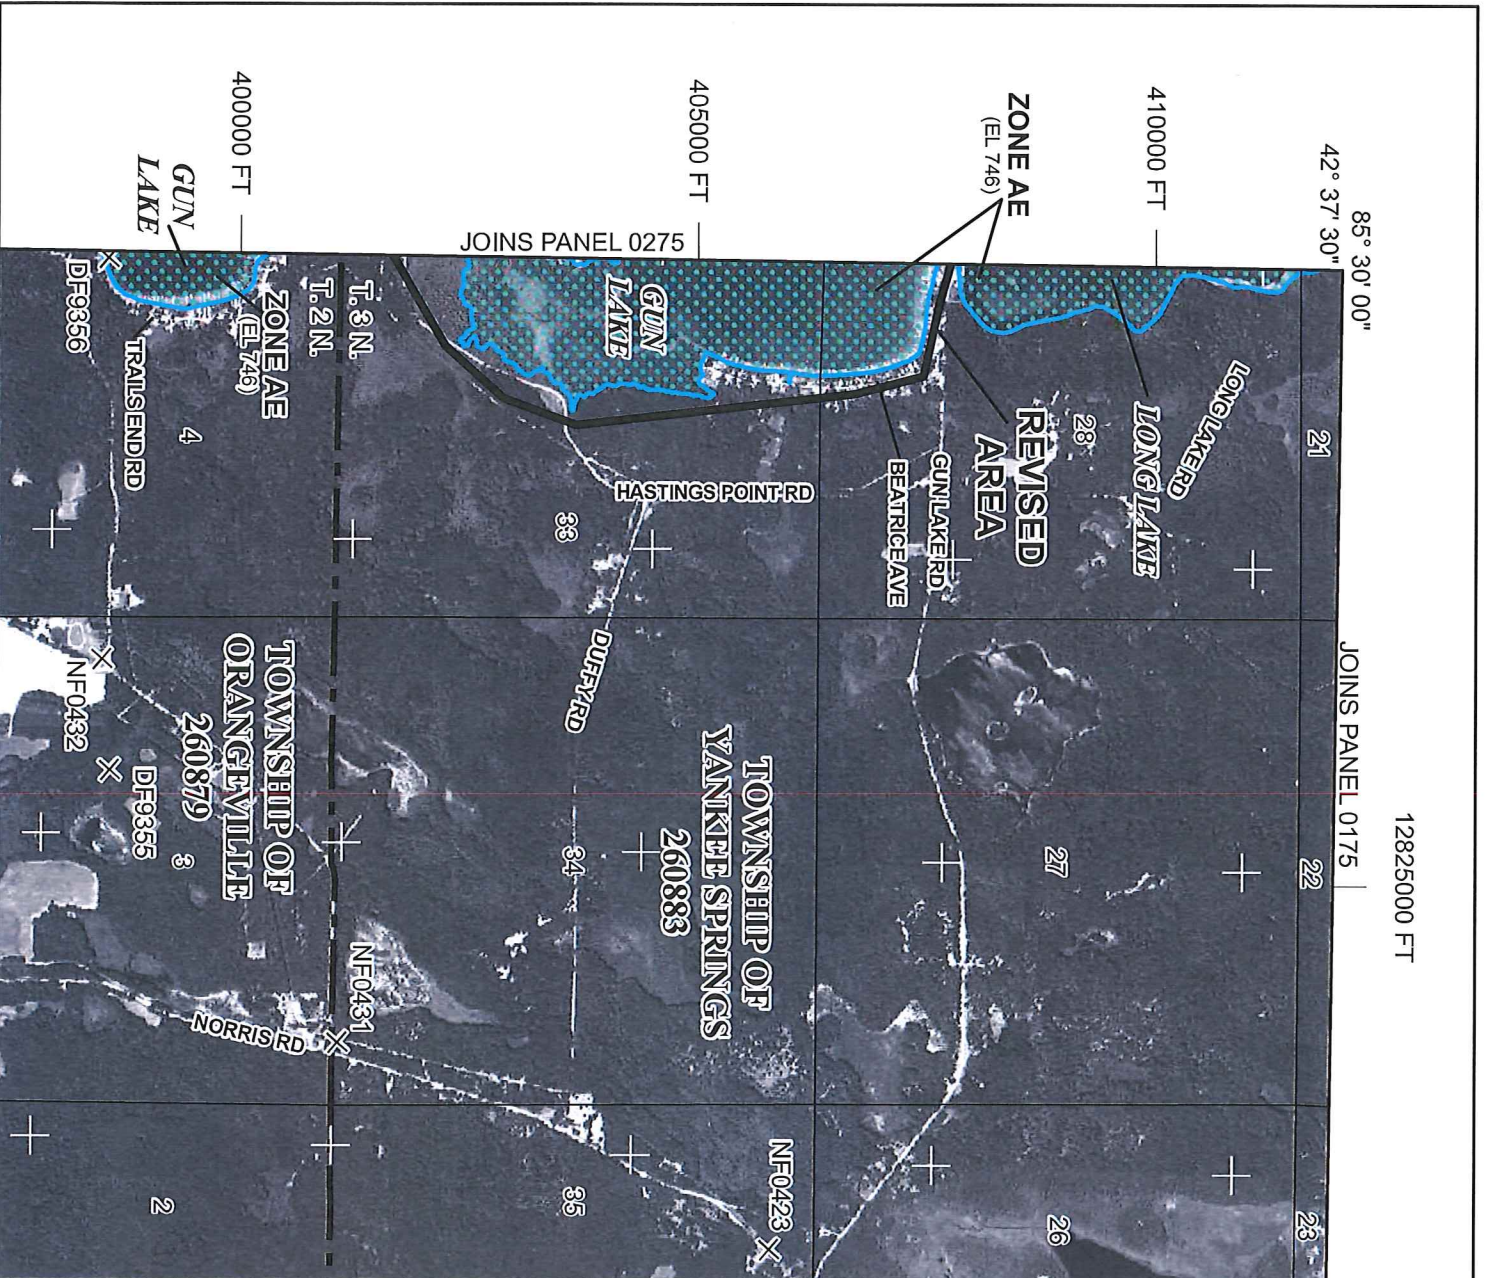 85° 30' 00"
42° 37' 30"
JOINS PANEL 0175
12825000 FT
410000 FT
405000 FT
400000 FT
JOINS PANEL 0275
ZONE AE
(EL 746)
GUN
LAKE
21
22
23
LONG LAKE RD
LONG LAKE
28
27
26
REVISED
AREA
GUN LAKE RD
BEATRICE AVE
HASTINGS POINT RD
GUN
LAKE
TOWNSHIP OF
YANKEE SPRINGS
260883
NF0423
33
34
35
DUFFY RD
T. 3 N.
T. 2 N.
NF0431
ZONE AE
(EL 746)
TOWNSHIP OF
ORANGEVILLE
260879
NORRIS RD
4
3
2
TRAILS END RD
DF9356
NF0432
DF9355